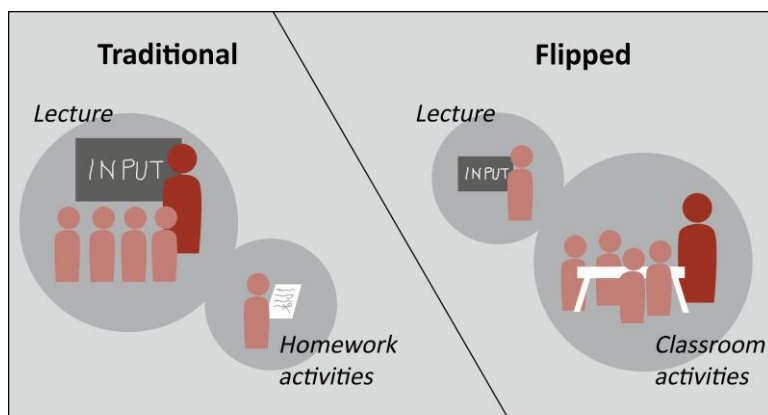 Traditional
Lecture
INPUT
Homework
activities
Flipped
Lecture
INPUT
Classroom
activities